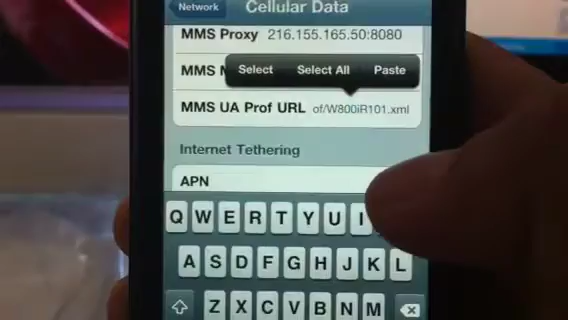 Network Cellular Data
MMS Proxy 216.155.165.50:8080
MMS
Select Select All Paste
MMS UA Prof URL of/W800iR101.xml
Internet Tethering
APN
Q W E R T Y U I
A S D F G H J K L
Z X C V B N M